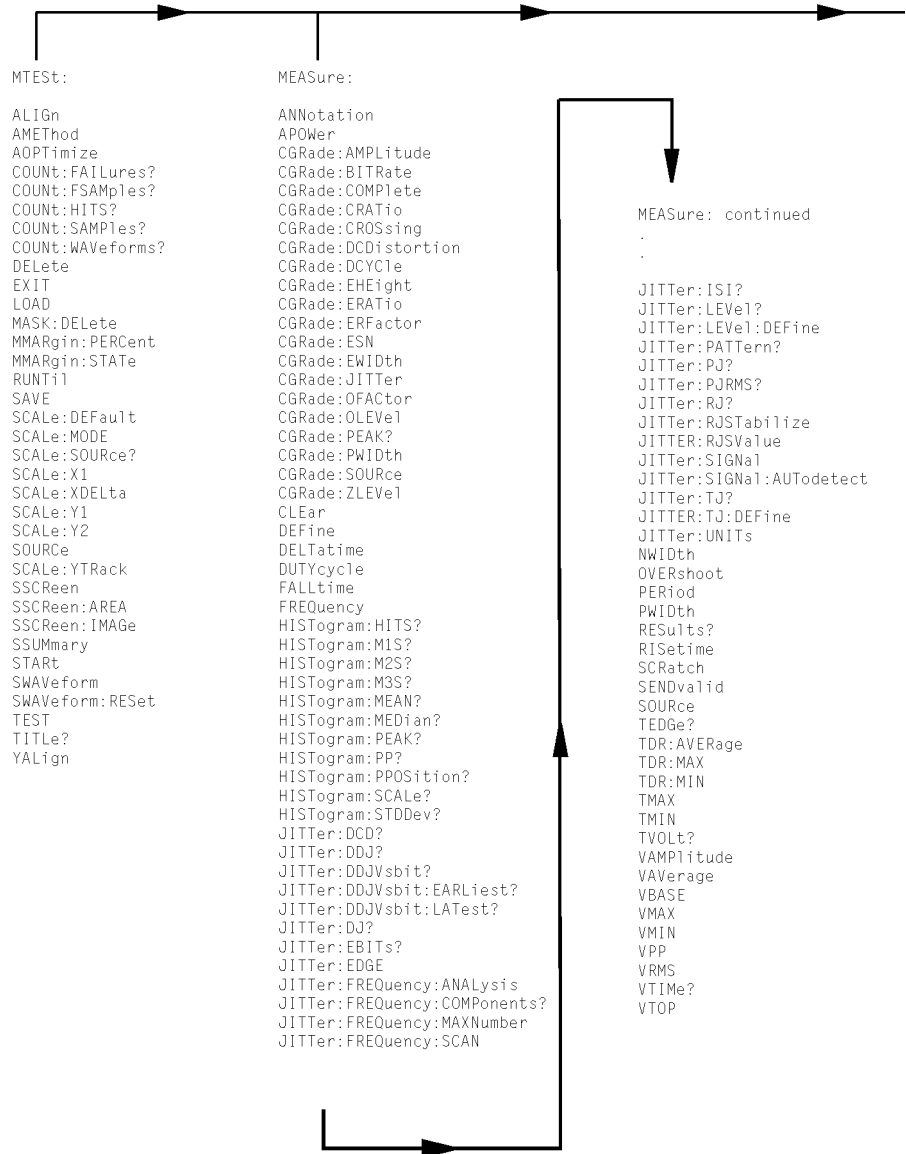 MTESt:
ALIGn
AMEThod
AOPTimize
COUNt:FAILures?
COUNt:FSAMples?
COUNt:HITS?
COUNt:SAMPles?
COUNt:WAVeforms?
DELete
EXIT
LOAD
MASK:DELete
MMARgin:PERCent
MMARgin:STATe
RUNTil
SAVE
SCALe:DEFault
SCALe:MODE
SCALe:SOURce?
SCALe:X1
SCALe:XDELta
SCALe:Y1
SCALe:Y2
SOURCe
SCALe:YTRack
SSCReen
SSCReen:AREA
SSCReen:IMAGe
SSUMmary
STARt
SWAVeform
SWAVeform:RESet
TEST
TITLe?
YALign
MEASure:
ANNotation
APOWer
CGRade:AMPLitude
CGRade:BITRate
CGRade:COMPlete
CGRade:CRATio
CGRade:CROSsing
CGRade:DCDistortion
CGRade:DCYCle
CGRade:EHEight
CGRade:ERATio
CGRade:ERFactor
CGRade:ESN
CGRade:EWIDth
CGRade:JITTer
CGRade:OFACtor
CGRade:OLEVel
CGRade:PEAK?
CGRade:PWIDth
CGRade:SOURce
CGRade:ZLEVel
CLEar
DEFine
DELTatime
DUTYcycle
FALLtime
FREQuency
HISTogram:HITS?
HISTogram:M1S?
HISTogram:M2S?
HISTogram:M3S?
HISTogram:MEAN?
HISTogram:MEDian?
HISTogram:PEAK?
HISTogram:PP?
HISTogram:PPOSition?
HISTogram:SCALe?
HISTogram:STDDev?
JITTer:DCD?
JITTer:DDJ?
JITTer:DDJVsbit?
JITTer:DDJVsbit:EARLiest?
JITTer:DDJVsbit:LATest?
JITTer:DJ?
JITTer:EBITs?
JITTer:EDGE
JITTer:FREQuency:ANALysis
JITTer:FREQuency:COMPonents?
JITTer:FREQuency:MAXNumber
JITTer:FREQuency:SCAN
MEASure: continued
.
.
JITTer:ISI?
JITTer:LEVel?
JITTer:LEVel:DEFine
JITTer:PATTern?
JITTer:PJ?
JITTer:PJRMS?
JITTer:RJ?
JITTer:RJSTabilize
JITTER:RJSValue
JITTer:SIGNal
JITTer:SIGNal:AUTodetect
JITTer:TJ?
JITTER:TJ:DEFine
JITTer:UNITs
NWIDth
OVERshoot
PERiod
PWIDth
RESults?
RISetime
SCRatch
SENDvalid
SOURce
TEDGe?
TDR:AVERage
TDR:MAX
TDR:MIN
TMAX
TMIN
TVOLt?
VAMPlitude
VAVerage
VBASE
VMAX
VMIN
VPP
VRMS
VTIMe?
VTOP